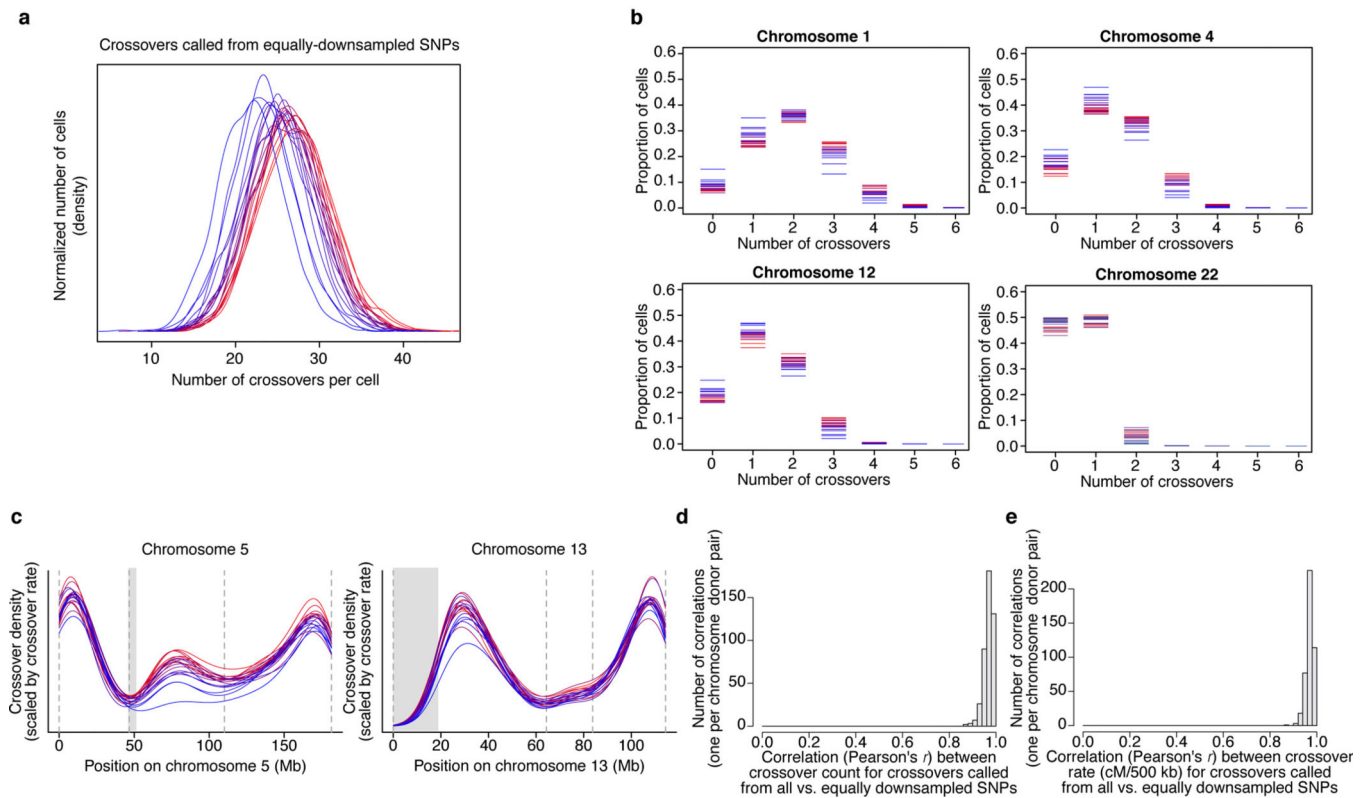 a
Crossovers called from equally-downsampled SNPs
Normalized number of cells
(density)
10 20 30 40
Number of crossovers per cell
b
Chromosome 1
Proportion of cells
0.6
0.5
0.4
0.3
0.2
0.1
0.0
0 1 2 3 4 5 6
Number of crossovers
Chromosome 4
Proportion of cells
0.6
0.5
0.4
0.3
0.2
0.1
0.0
0 1 2 3 4 5 6
Number of crossovers
Chromosome 12
Proportion of cells
0.6
0.5
0.4
0.3
0.2
0.1
0.0
0 1 2 3 4 5 6
Number of crossovers
Chromosome 22
Proportion of cells
0.6
0.5
0.4
0.3
0.2
0.1
0.0
0 1 2 3 4 5 6
Number of crossovers
c
Chromosome 5
Crossover density
(scaled by crossover rate)
0 50 100 150
Position on chromosome 5 (Mb)
Chromosome 13
Crossover density
(scaled by crossover rate)
0 20 40 60 80 100
Position on chromosome 13 (Mb)
d
Number of correlations
(one per chromosome donor pair)
150
100
50
0
0.0 0.2 0.4 0.6 0.8 1.0
Correlation (Pearson's r) between
crossover count for crossovers called
from all vs. equally downsampled SNPs
e
Number of correlations
(one per chromosome donor pair)
200
150
100
50
0
0.0 0.2 0.4 0.6 0.8 1.0
Correlation (Pearson's r) between crossover
rate (cM/500 kb) for crossovers called
from all vs. equally downsampled SNPs